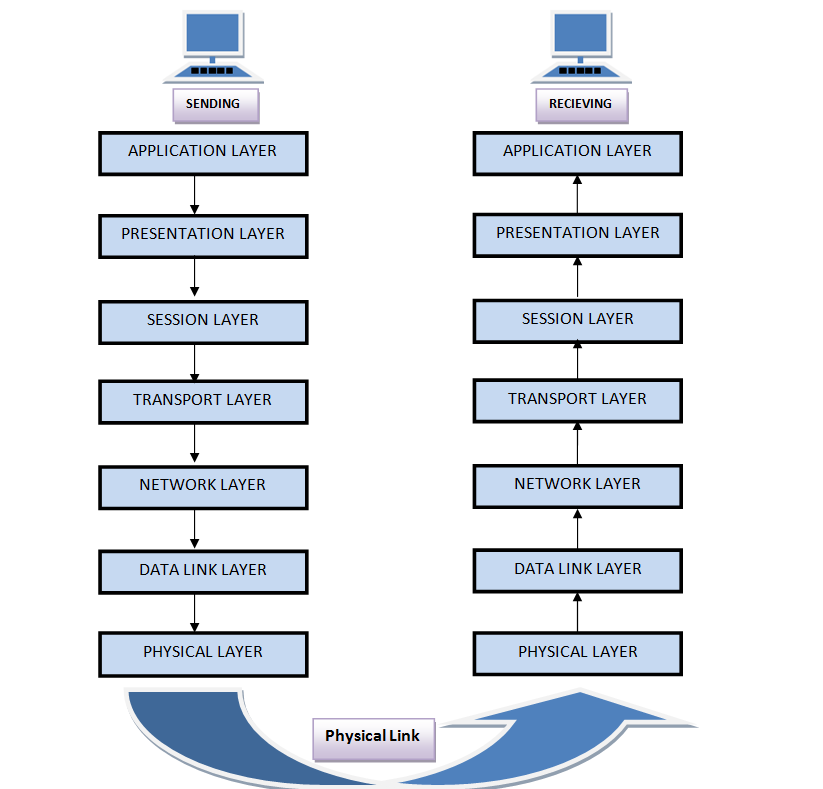 SENDING
APPLICATION LAYER
PRESENTATION LAYER
SESSION LAYER
TRANSPORT LAYER
NETWORK LAYER
DATA LINK LAYER
PHYSICAL LAYER
RECIEVING
APPLICATION LAYER
PRESENTATION LAYER
SESSION LAYER
TRANSPORT LAYER
NETWORK LAYER
DATA LINK LAYER
PHYSICAL LAYER
Physical Link